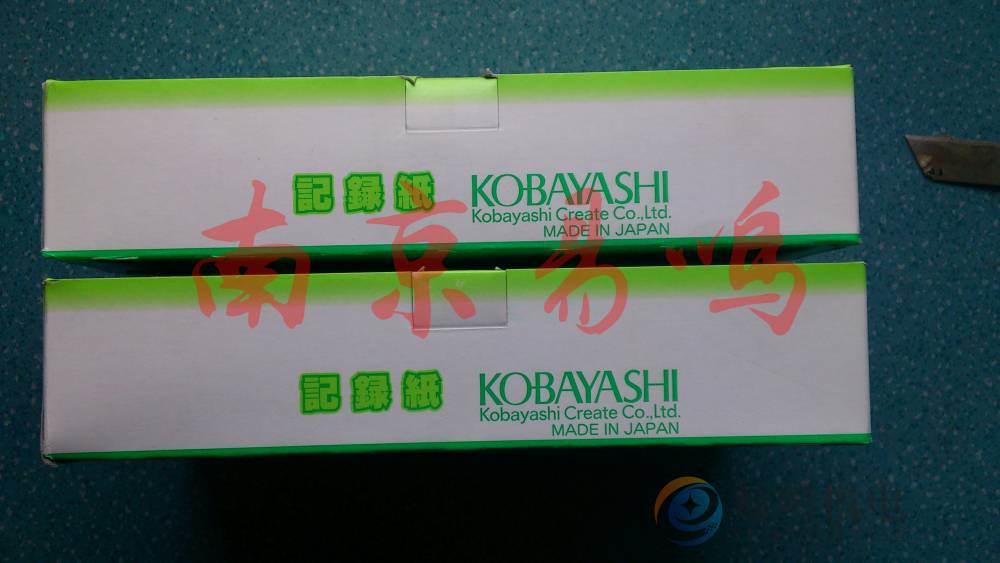 記録紙 KOBAYASHI
Kobayashi Create Co.,Ltd.
MADE IN JAPAN
南京易鸣
記録紙 KOBAYASHI
Kobayashi Create Co.,Ltd.
MADE IN JAPAN